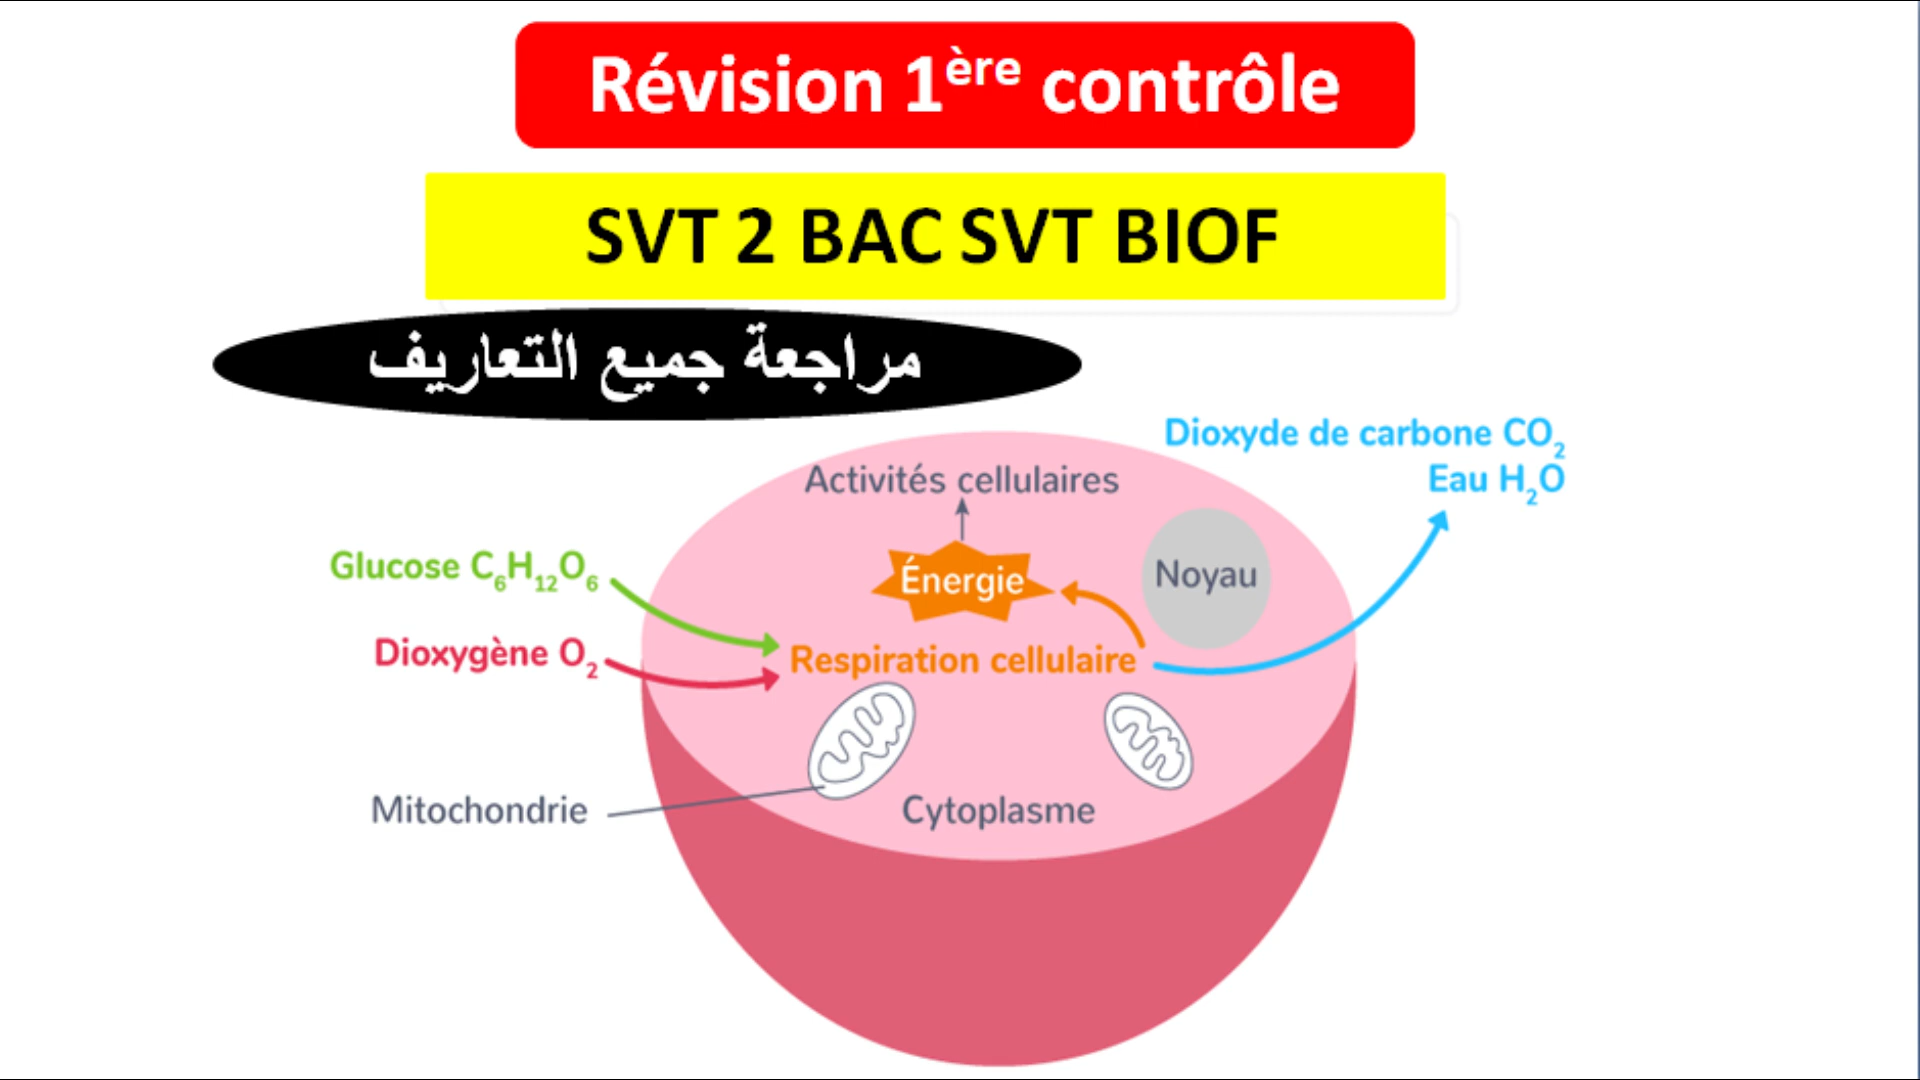 Révision 1ère contrôle
SVT 2 BAC SVT BIOF
مراجعة جميع التعاريف
Dioxyde de carbone CO2
Eau H2O
Activités cellulaires
Énergie
Noyau
Glucose C6H12O6
Dioxygène O2
Respiration cellulaire
Mitochondrie
Cytoplasme